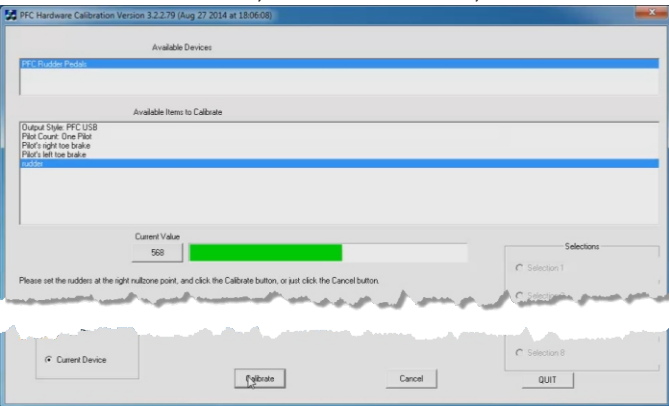 PFC Hardware Calibration Version 3.2.2.79 (Aug 27 2014 at 18:06:08)
Available Devices
PFC Rudder Pedals
Available Items to Calibrate
Output Style: PFC USB
Pilot Count: One Pilot
Pilot's right toe brake
Pilot's left toe brake
rudder
Current Value
568
Selections
Selection 1
Please set the rudders at the right nullzone point, and click the Calibrate button, or just click the Cancel button.
Current Device
Selection 8
Calibrate
Cancel
QUIT